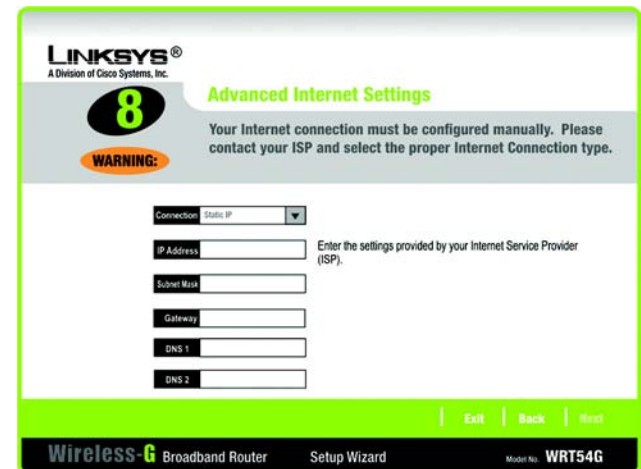 LINKSYS®
A Division of Cisco Systems, Inc.
8
Advanced Internet Settings
WARNING:
Your Internet connection must be configured manually. Please
contact your ISP and select the proper Internet Connection type.
Connection Static IP
IP Address
Enter the settings provided by your Internet Service Provider
(ISP).
Subnet Mask
Gateway
DNS 1
DNS 2
Exit Back Next
Wireless-G Broadband Router Setup Wizard Model No. WRT54G